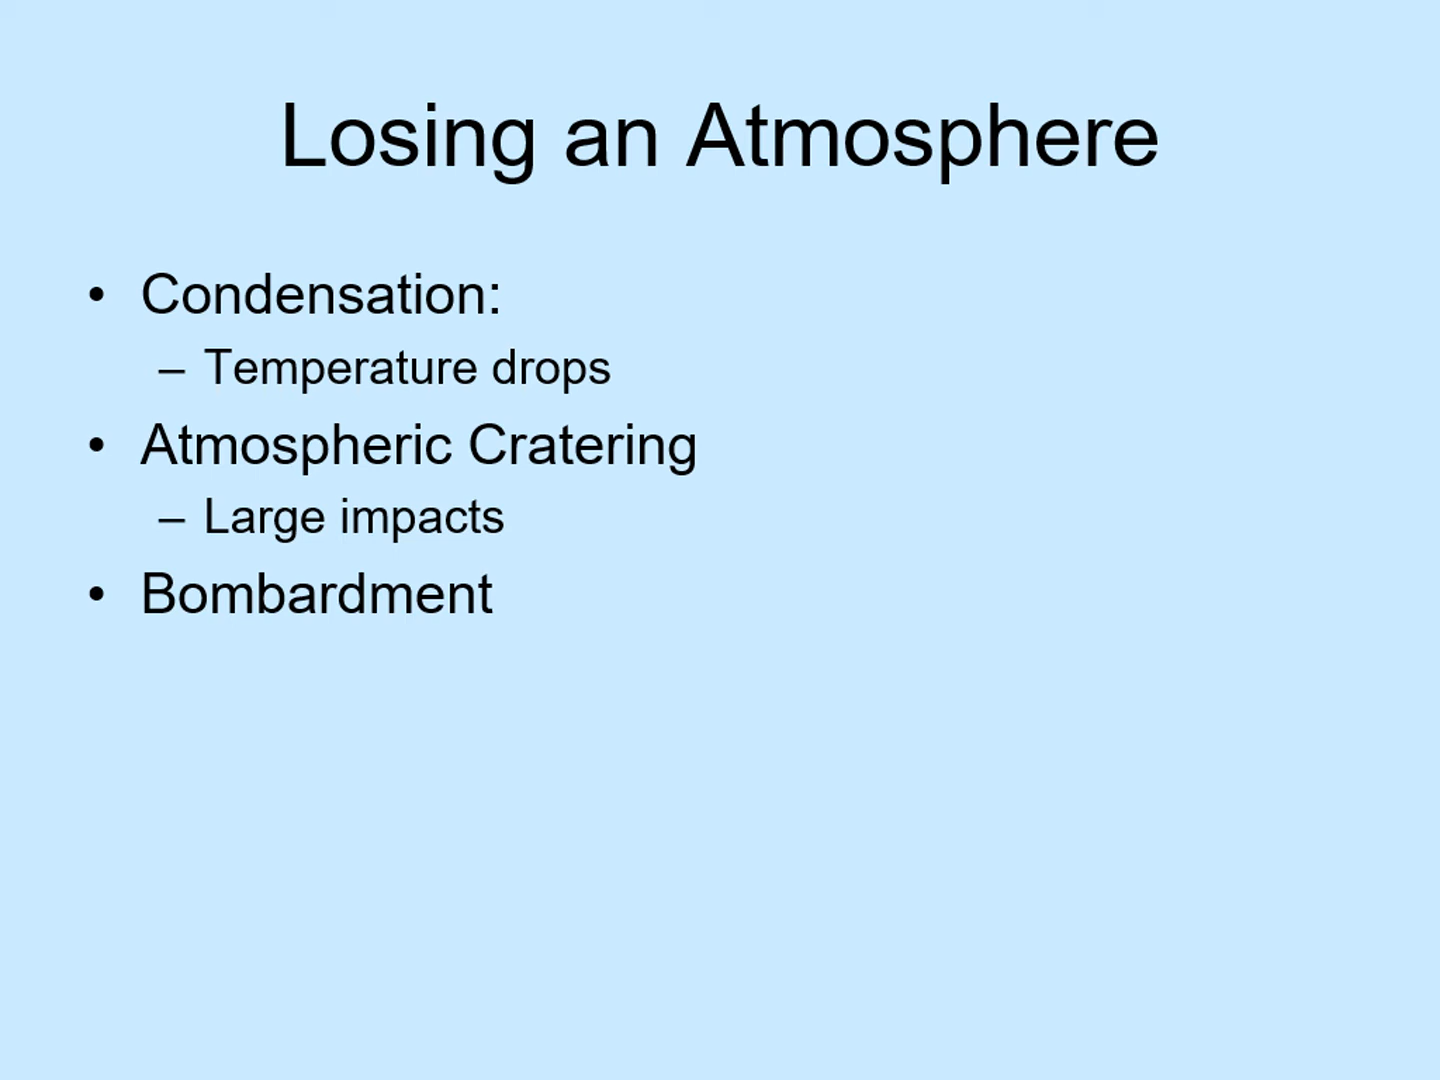 Losing an Atmosphere
• Condensation:
– Temperature drops
• Atmospheric Cratering
– Large impacts
• Bombardment